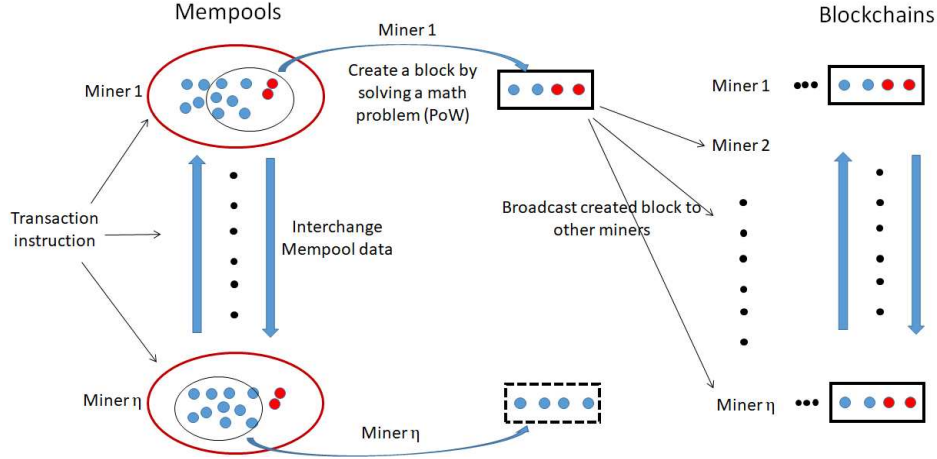 Mempools
Blockchains
Miner 1
Miner 1
Create a block by
solving a math
problem (PoW)
Miner 1
Miner 2
Transaction
instruction
Interchange
Mempool data
Broadcast created block to
other miners
Miner η
Miner η
Miner η